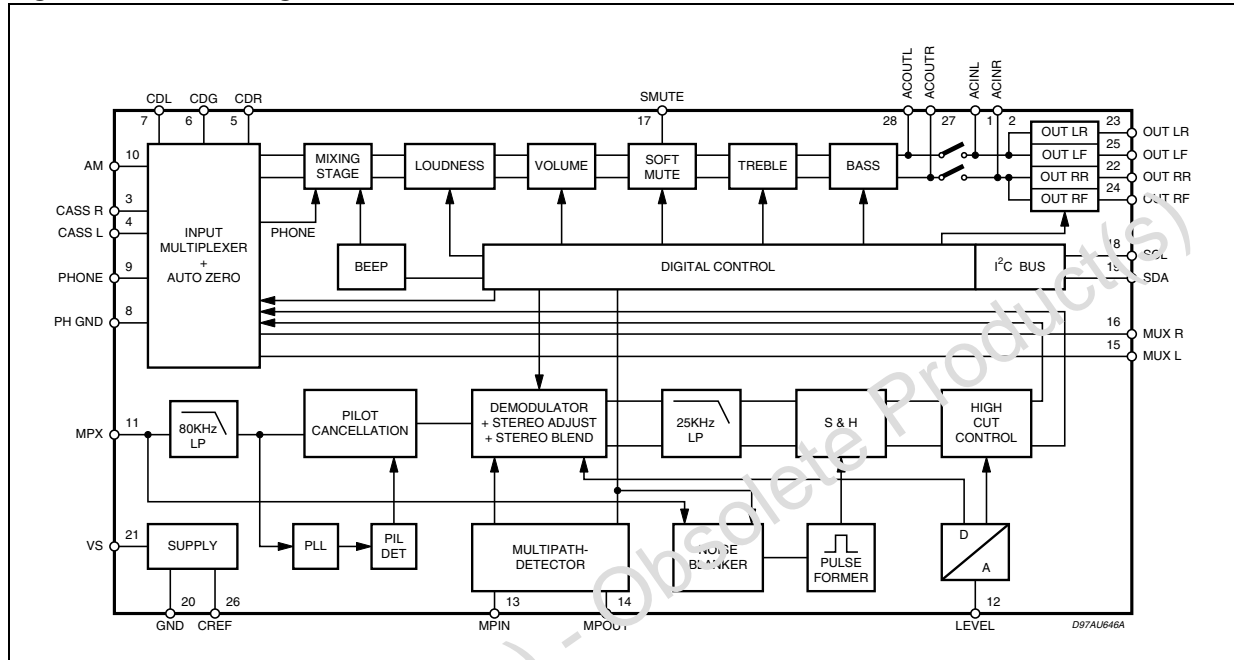 ACOUTL
ACOUTR
ACINL
ACINR
CDL CDG CDR SMUTE
7 6 5 17 28 27 1 2 23
OUT LR OUT LR
AM 10 MIXING STAGE LOUDNESS VOLUME SOFT MUTE TREBLE BASS OUT LF 25 OUT LF
OUT RR 22 OUT RR
OUT RF 24 OUT RF
CASS R 3
CASS L 4
INPUT MULTIPLEXER + AUTO ZERO
PHONE
PHONE 9
BEEP DIGITAL CONTROL I²C BUS 18 SCL
19 SDA
PH GND 8
16 MUX R
15 MUX L
MPX 11 80KHz LP PILOT CANCELLATION DEMODULATOR + STEREO ADJUST + STEREO BLEND 25KHz LP S & H HIGH CUT CONTROL
VS 21 SUPPLY PLL PIL DET MULTIPATH-DETECTOR NOISE BLANKER PULSE FORMER D A
20 26 13 14 12
GND CREF MPIN MPOUT LEVEL D97AU646A
) - Obsolete Product(s)